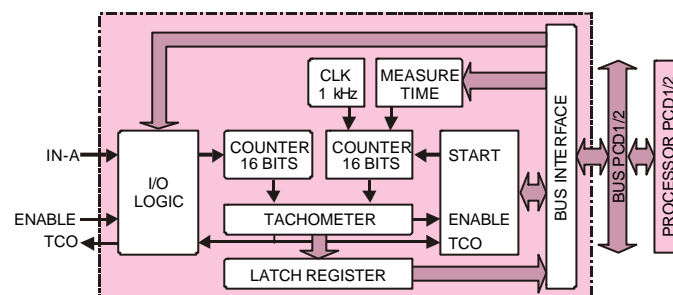 CLK
1 kHz
MEASURE
TIME
IN-A
I/O
LOGIC
COUNTER
16 BITS
COUNTER
16 BITS
START
ENABLE
TACHOMETER
ENABLE
TCO
TCO
LATCH REGISTER
BUS INTERFACE
BUS PCD1/2
PROCESSOR PCD1/2